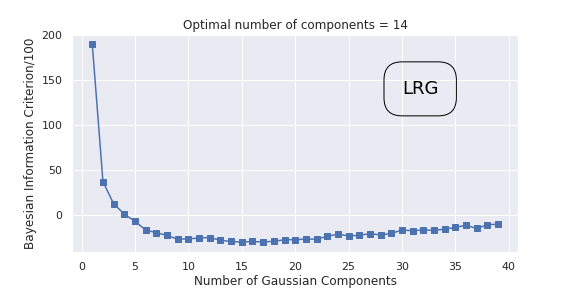 Optimal number of components = 14
Bayesian Information Criterion/100
200
150
100
50
0
LRG
0 5 10 15 20 25 30 35 40
Number of Gaussian Components